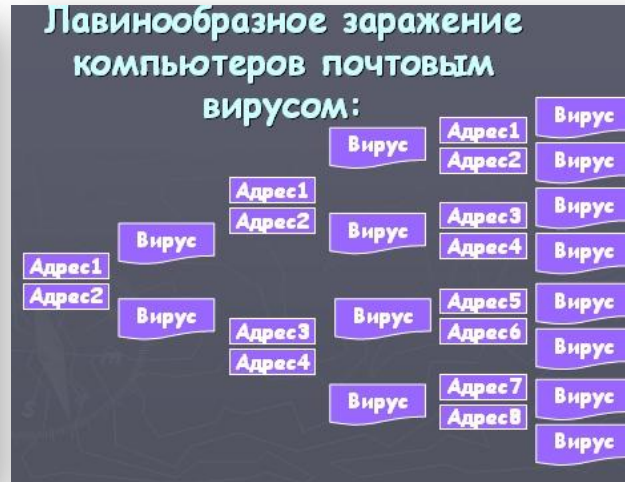 Лавинообразное заражение
компьютеров почтовым
вирусом:
Адрес1
Адрес2
Вирус
Вирус
Адрес1
Адрес2
Адрес3
Адрес4
Вирус
Вирус
Вирус
Вирус
Адрес1
Адрес2
Адрес3
Адрес4
Адрес5
Адрес6
Адрес7
Адрес8
Вирус
Вирус
Вирус
Вирус
Вирус
Вирус
Вирус
Вирус